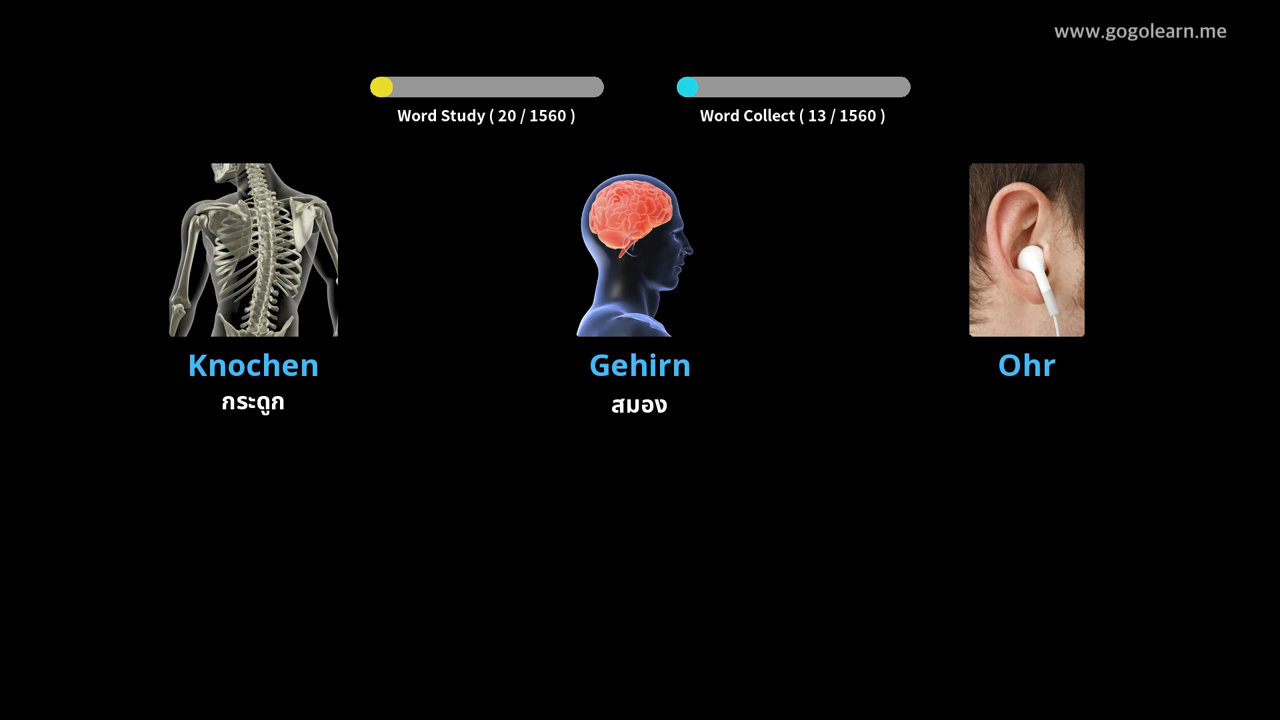 www.gogolearn.me
Word Study ( 20 / 1560 )
Word Collect ( 13 / 1560 )
Knochen
กระดูก
Gehirn
สมอง
Ohr